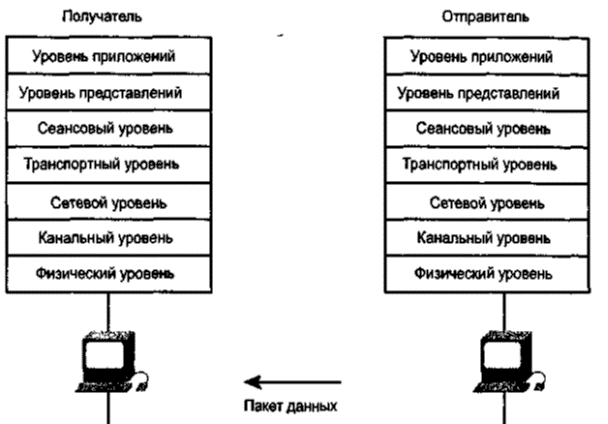 Получатель
Отправитель
Уровень приложений
Уровень приложений
Уровень представлений
Уровень представлений
Сеансовый уровень
Сеансовый уровень
Транспортный уровень
Транспортный уровень
Сетевой уровень
Сетевой уровень
Канальный уровень
Канальный уровень
Физический уровень
Физический уровень
Пакет данных